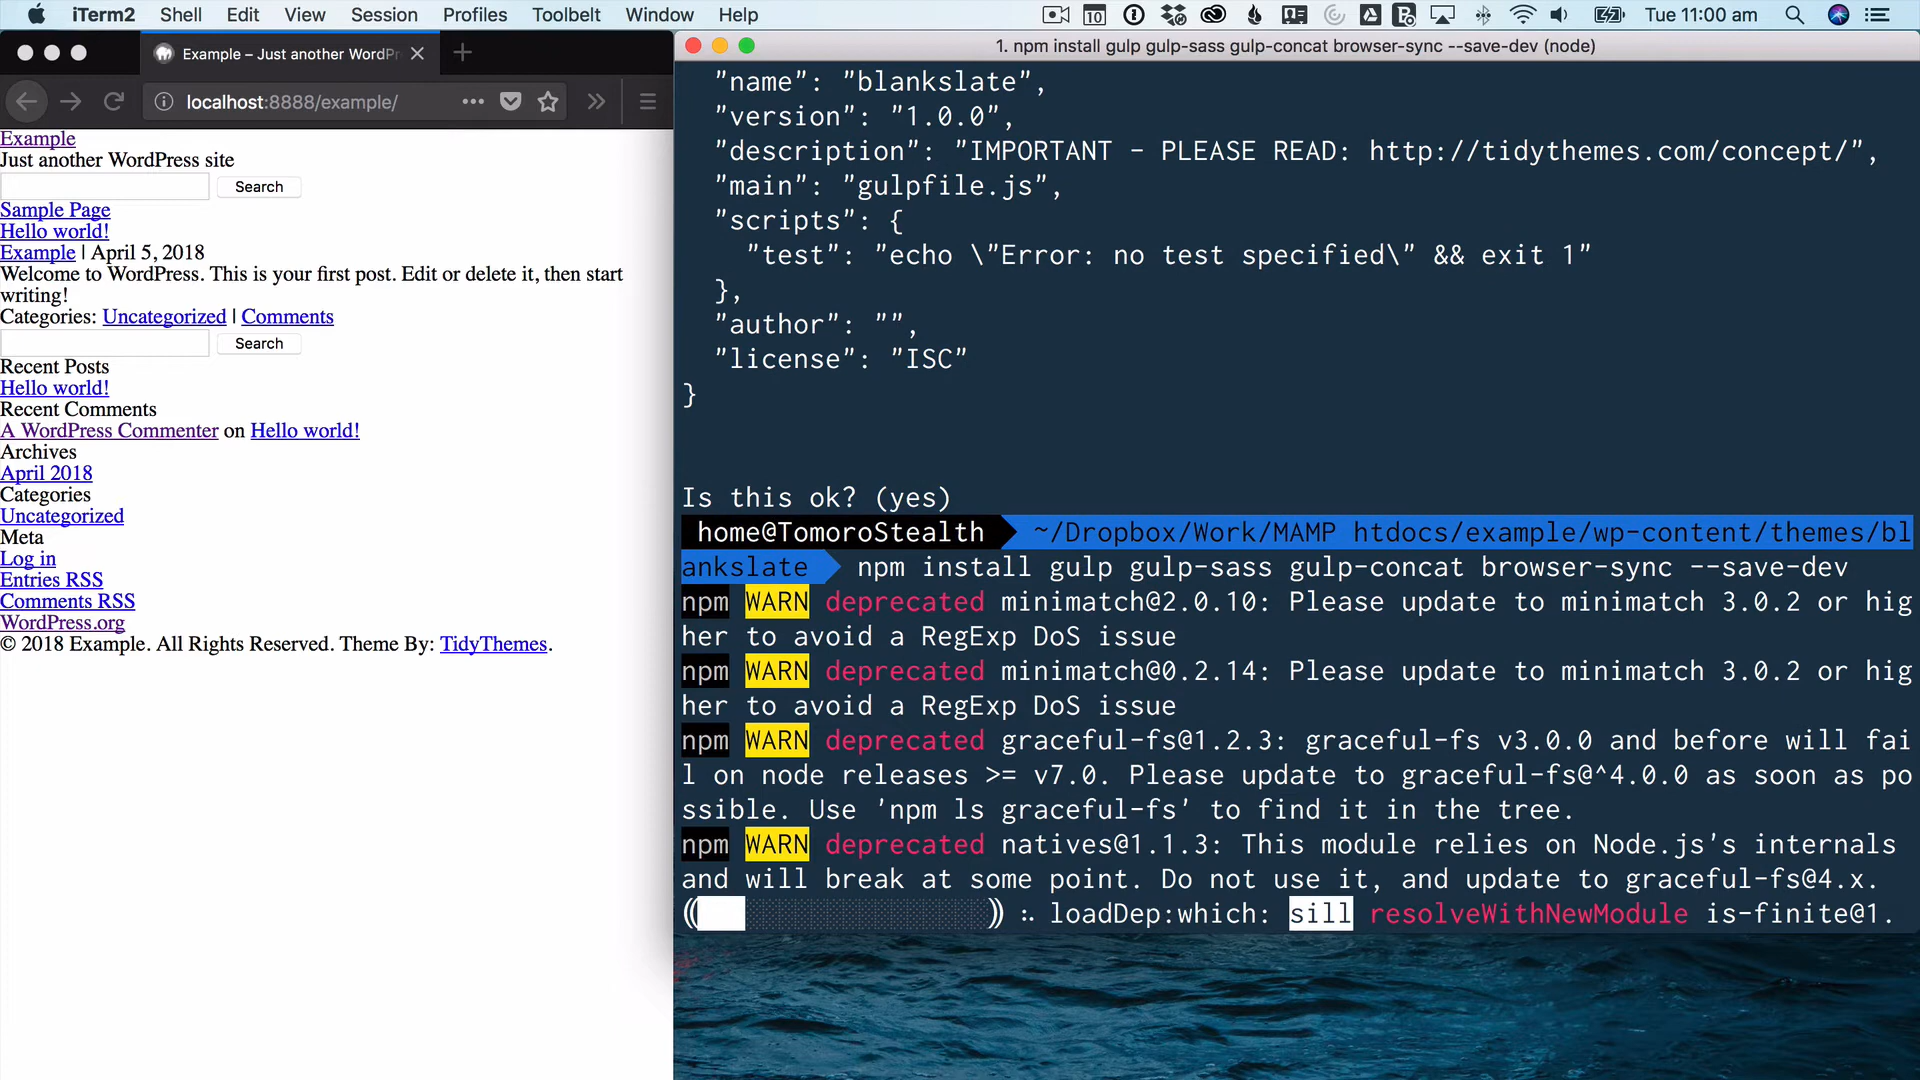 iTerm2 Shell Edit View Session Profiles Toolbelt Window Help
10 Tue 11:00 am
Example – Just another WordPr
localhost:8888/example/
Example
Just another WordPress site
Search
Sample Page
Hello world!
Example | April 5, 2018
Welcome to WordPress. This is your first post. Edit or delete it, then start
writing!
Categories: Uncategorized | Comments
Search
Recent Posts
Hello world!
Recent Comments
A WordPress Commenter on Hello world!
Archives
April 2018
Categories
Uncategorized
Meta
Log in
Entries RSS
Comments RSS
WordPress.org
© 2018 Example. All Rights Reserved. Theme By: TidyThemes.
1. npm install gulp gulp-sass gulp-concat browser-sync --save-dev (node)
"name": "blankslate",
"version": "1.0.0",
"description": "IMPORTANT - PLEASE READ: http://tidythemes.com/concept/",
"main": "gulpfile.js",
"scripts": {
"test": "echo \"Error: no test specified\" && exit 1"
},
"author": "",
"license": "ISC"
}
Is this ok? (yes)
home@TomoroStealth ~/Dropbox/Work/MAMP htdocs/example/wp-content/themes/bl
ankslate npm install gulp gulp-sass gulp-concat browser-sync --save-dev
npm WARN deprecated minimatch@2.0.10: Please update to minimatch 3.0.2 or hig
her to avoid a RegExp DoS issue
npm WARN deprecated minimatch@0.2.14: Please update to minimatch 3.0.2 or hig
her to avoid a RegExp DoS issue
npm WARN deprecated graceful-fs@1.2.3: graceful-fs v3.0.0 and before will fai
l on node releases >= v7.0. Please update to graceful-fs@^4.0.0 as soon as po
ssible. Use 'npm ls graceful-fs' to find it in the tree.
npm WARN deprecated natives@1.1.3: This module relies on Node.js's internals
and will break at some point. Do not use it, and update to graceful-fs@4.x.
loadDep:which: sill resolveWithNewModule is-finite@1.